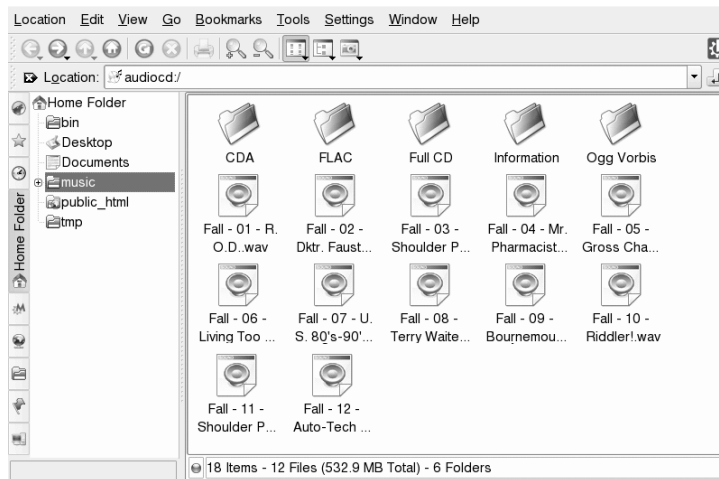 Location Edit View Go Bookmarks Tools Settings Window Help
Location: audiocd:/
Home Folder
Home Folder
bin
Desktop
Documents
music
public_html
tmp
CDA FLAC Full CD Information Ogg Vorbis
Fall - 01 - R.
O.D..wav
Fall - 02 -
Dktr. Faust...
Fall - 03 -
Shoulder P...
Fall - 04 - Mr.
Pharmacist...
Fall - 05 -
Gross Cha...
Fall - 06 -
Living Too ...
Fall - 07 - U.
S. 80's-90'...
Fall - 08 -
Terry Waite...
Fall - 09 -
Bournemou...
Fall - 10 -
Riddler!.wav
Fall - 11 -
Shoulder P...
Fall - 12 -
Auto-Tech ...
18 Items - 12 Files (532.9 MB Total) - 6 Folders